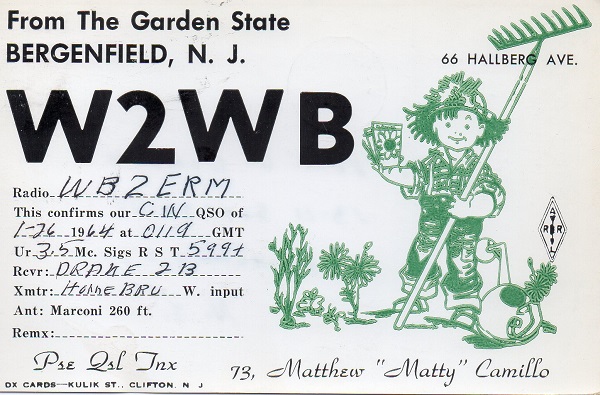 From The Garden State
BERGENFIELD, N. J.
66 HALLBERG AVE.
W2WB
Radio WB2ERM
This confirms our CW QSO of
1-26 1964 at 0119 GMT
Ur 3.5 Mc. Sigs R S T 599+
Rcvr: DRAKE 2B
Xmtr: HomeBRU W. input
Ant: Marconi 260 ft.
Remx:
Pse Qsl Tnx
73, Matthew "Matty" Camillo
DX CARDS—KULIK ST., CLIFTON, N J
ARRL